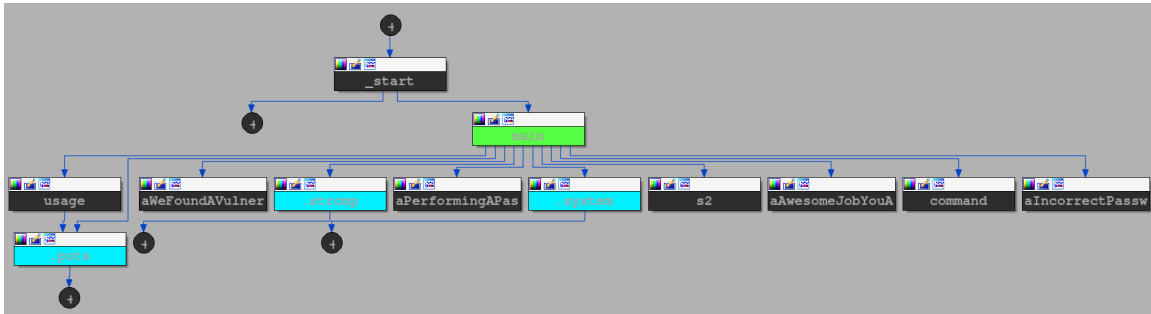 _start
main
usage
aWeFoundAVulner
.strcmp
aPerformingAPas
.system
s2
aAwesomeJobYouA
command
aIncorrectPassw
.puts